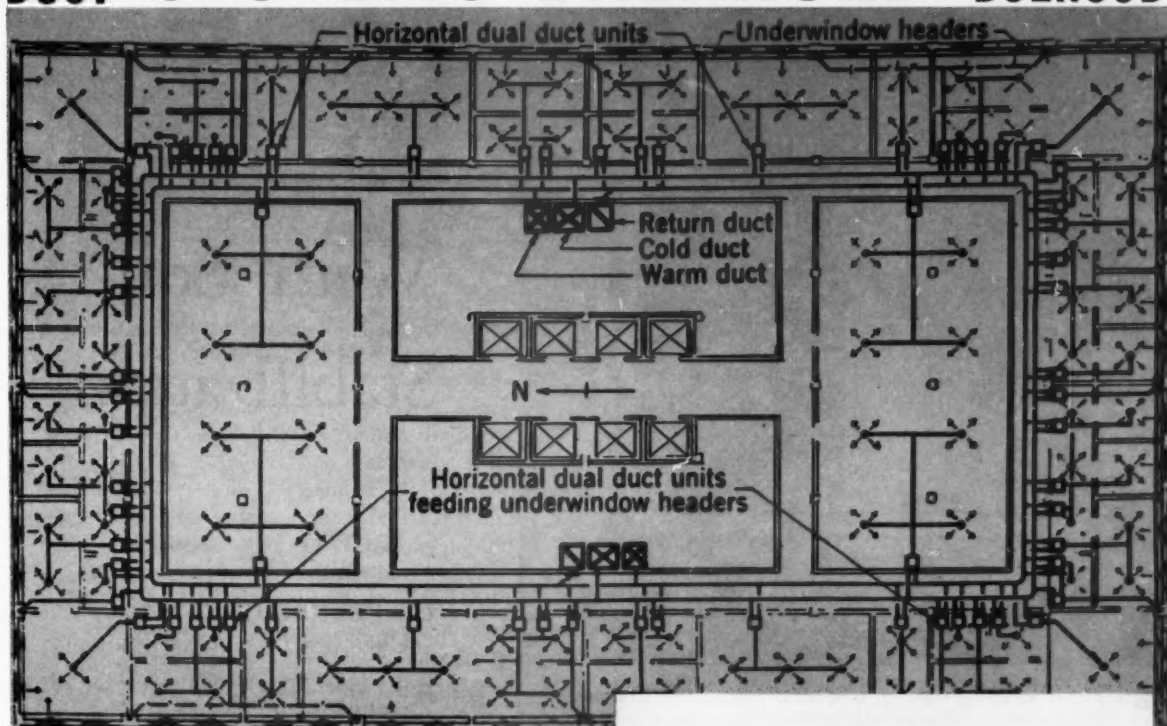 Horizontal dual duct units
Underwindow headers
Return duct
Cold duct
Warm duct
N
Horizontal dual duct units
feeding underwindow headers